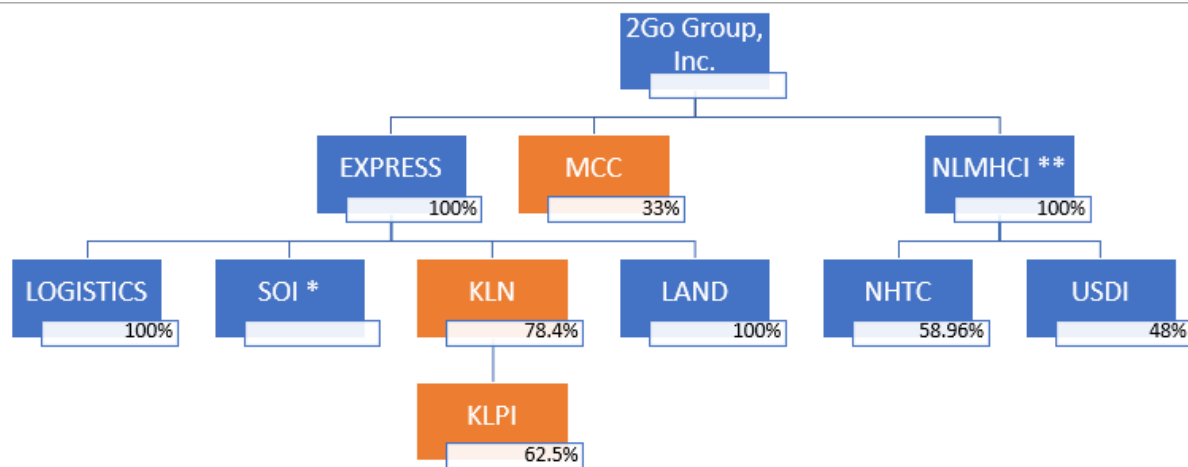 2Go Group,
Inc.
EXPRESS
100%
MCC
33%
NLMHCI **
100%
LOGISTICS
100%
SOI *
KLN
78.4%
LAND
100%
NHTC
58.96%
USDI
48%
KLPI
62.5%